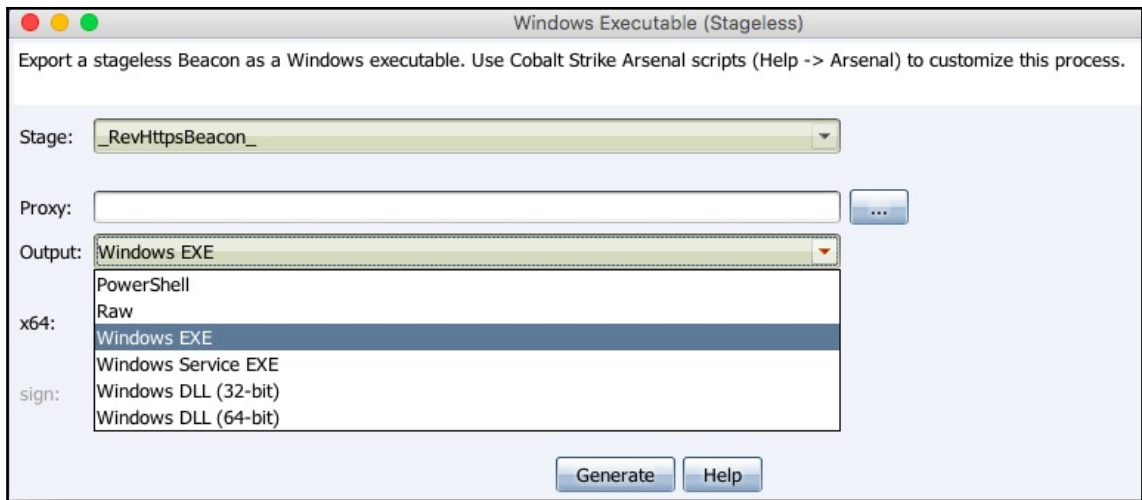 Windows Executable (Stageless)
Export a stageless Beacon as a Windows executable. Use Cobalt Strike Arsenal scripts (Help -> Arsenal) to customize this process.
Stage: _RevHttpsBeacon_
Proxy: ...
Output: Windows EXE
PowerShell
Raw
x64:
Windows EXE
Windows Service EXE
sign: Windows DLL (32-bit)
Windows DLL (64-bit)
Generate Help